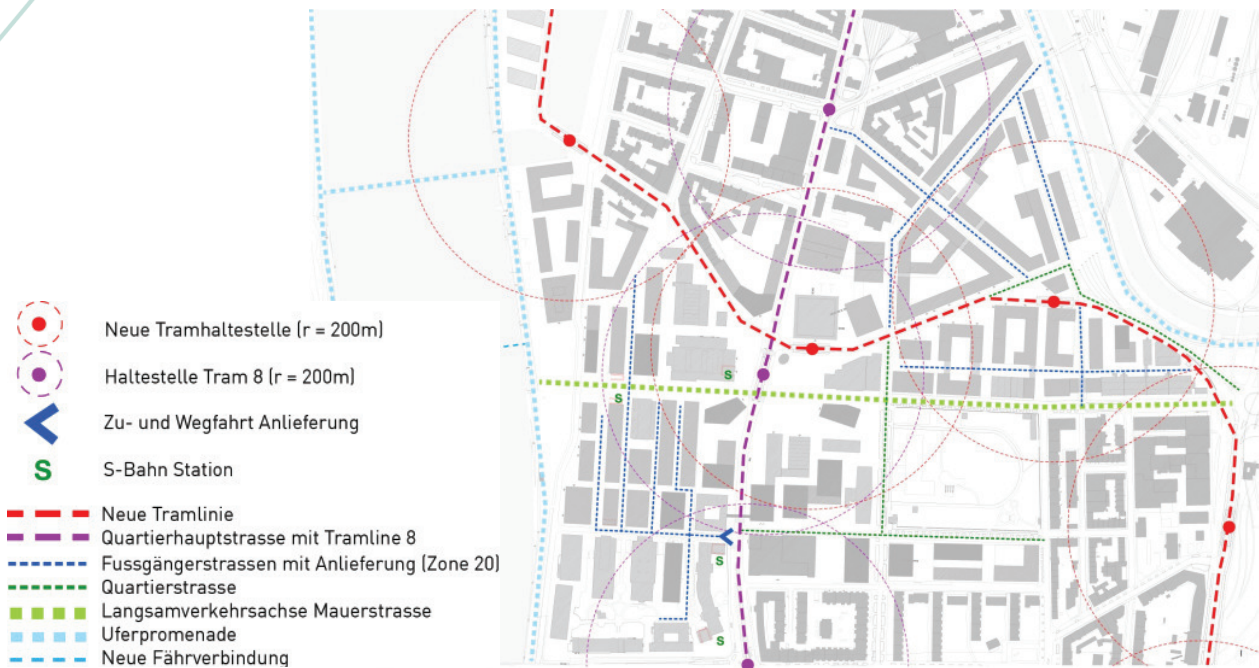 Neue Tramhaltestelle (r = 200m)
Haltestelle Tram 8 (r = 200m)
Zu- und Wegfahrt Anlieferung
S S-Bahn Station
Neue Tramlinie
Quartierhauptstrasse mit Tramline 8
Fussgängerstrassen mit Anlieferung (Zone 20)
Quartierstrasse
Langsamverkehrsachse Mauerstrasse
Uferpromenade
Neue Fährverbindung
S
S
S
S